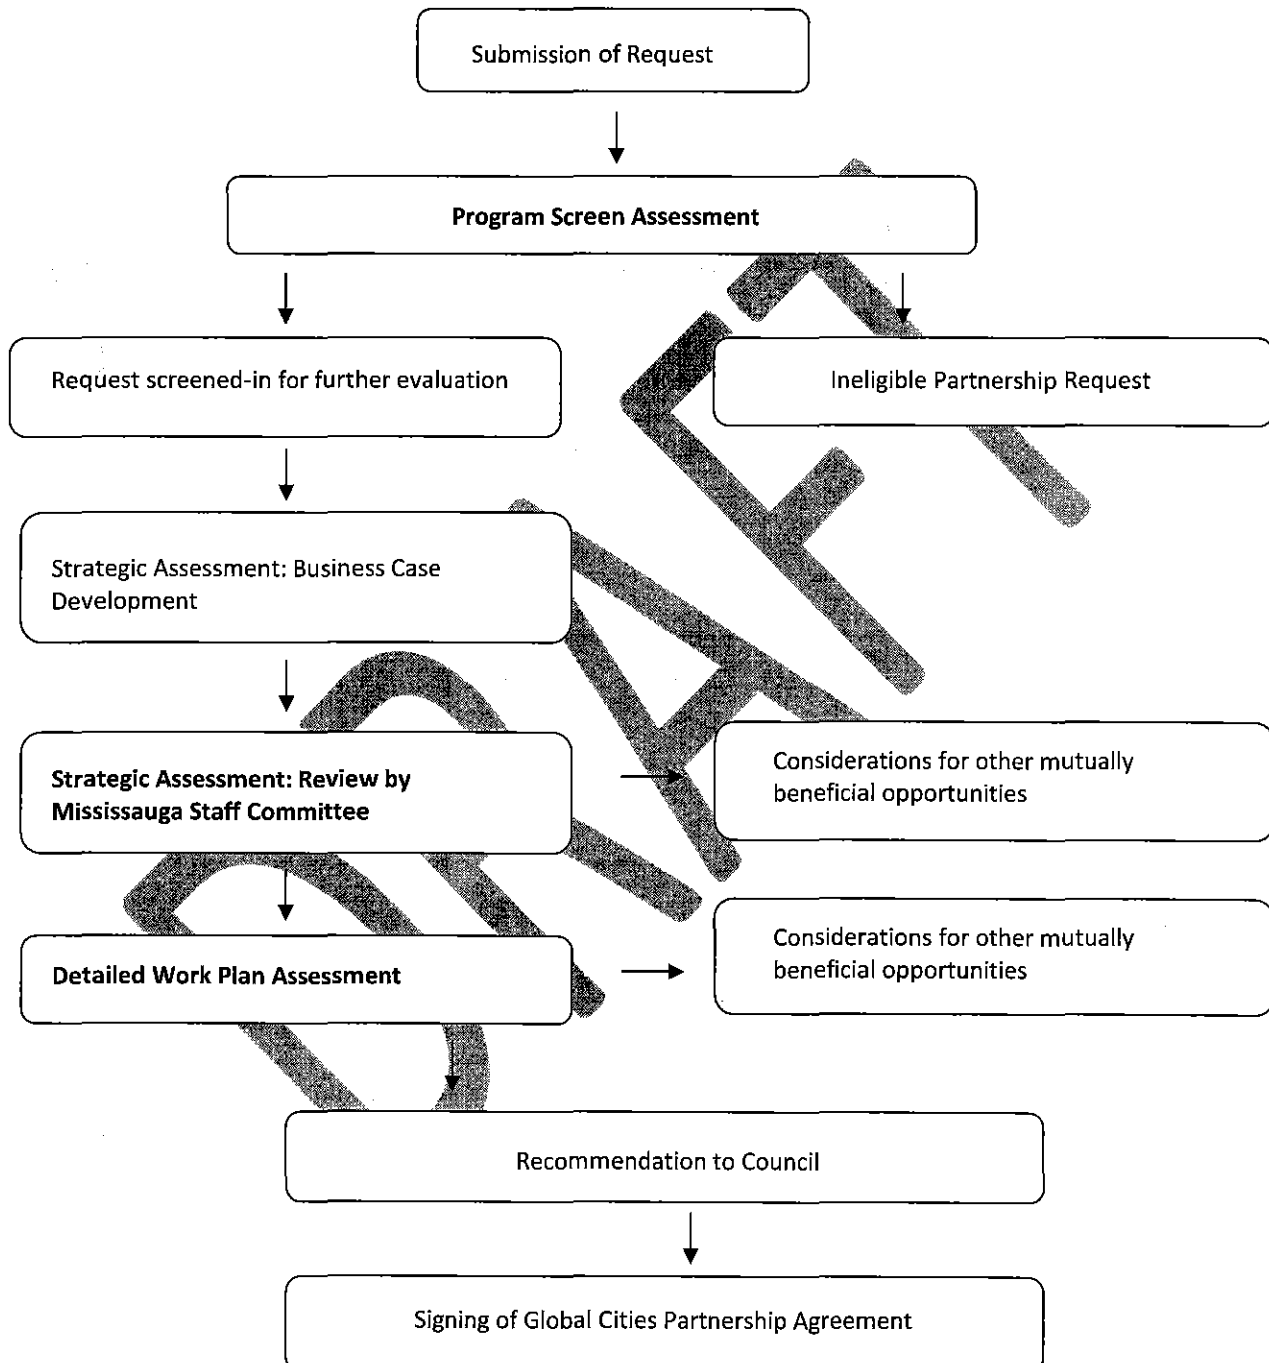 Submission of Request
Program Screen Assessment
Request screened-in for further evaluation
Ineligible Partnership Request
Strategic Assessment: Business Case
Development
Strategic Assessment: Review by
Mississauga Staff Committee
Considerations for other mutually
beneficial opportunities
Detailed Work Plan Assessment
Considerations for other mutually
beneficial opportunities
Recommendation to Council
Signing of Global Cities Partnership Agreement
DRAFT